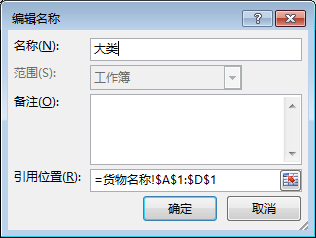 编辑名称
名称(N): 大类
范围(S): 工作簿
备注(O):
引用位置(R): =货物名称!$A$1:$D$1
确定 取消